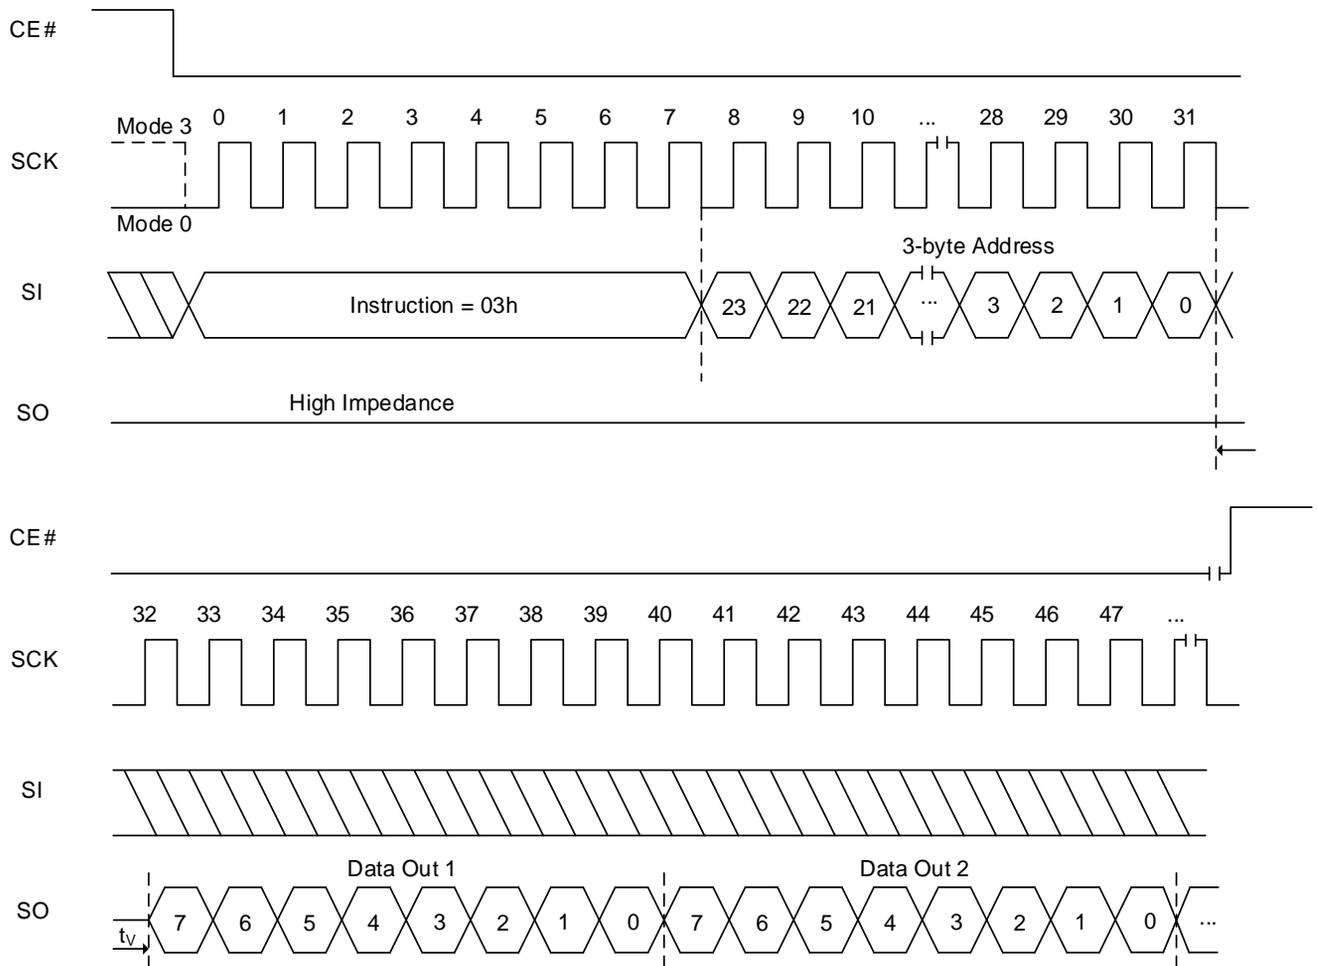 CE#
Mode 3
0 1 2 3 4 5 6 7 8 9 10 ... 28 29 30 31
SCK
Mode 0
3-byte Address
SI
Instruction = 03h
23 22 21 ... 3 2 1 0
SO
High Impedance
CE#
32 33 34 35 36 37 38 39 40 41 42 43 44 45 46 47 ...
SCK
SI
Data Out 1 Data Out 2
SO
7 6 5 4 3 2 1 0 7 6 5 4 3 2 1 0 ...
tV